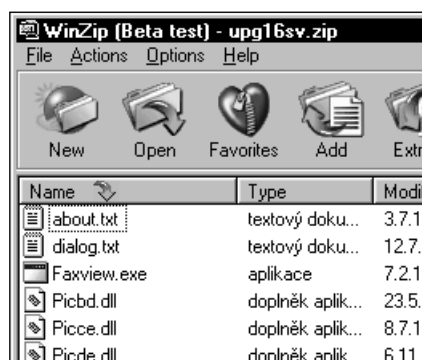 WinZip (Beta test) - upg16sv.zip
File Actions Options Help
New Open Favorites Add Extr
Name Type Modi
about.txt textový doku... 3.7.1
dialog.txt textový doku... 12.7.
Faxview.exe aplikace 7.2.1
Picbd.dll doplněk aplik... 23.5.
Picce.dll doplněk aplik... 8.7.1
Picde.dll doplněk aplik... 6.11.